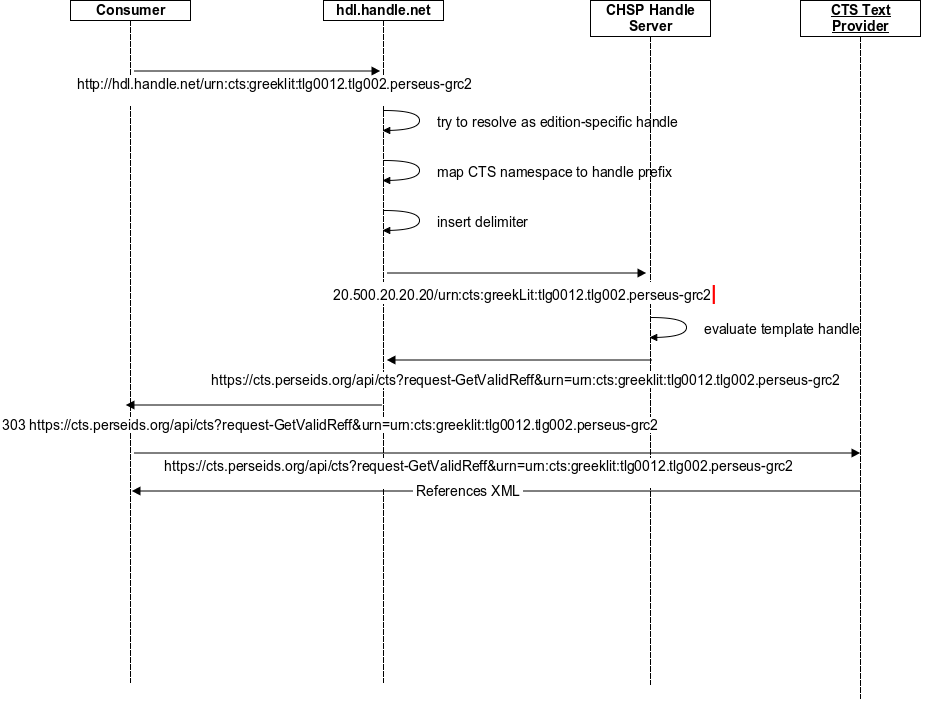 Consumer
hdl.handle.net
CHSP Handle
Server
CTS Text
Provider
http://hdl.handle.net/urn:cts:greeklit:tlg0012.tlg002.perseus-grc2
try to resolve as edition-specific handle
map CTS namespace to handle prefix
insert delimiter
20.500.20.20.20/urn:cts:greekLit:tlg0012.tlg002.perseus-grc2
evaluate template handle
https://cts.perseids.org/api/cts?request-GetValidReff&urn=urn:cts:greeklit:tlg0012.tlg002.perseus-grc2
303 https://cts.perseids.org/api/cts?request-GetValidReff&urn=urn:cts:greeklit:tlg0012.tlg002.perseus-grc2
https://cts.perseids.org/api/cts?request-GetValidReff&urn=urn:cts:greeklit:tlg0012.tlg002.perseus-grc2
References XML